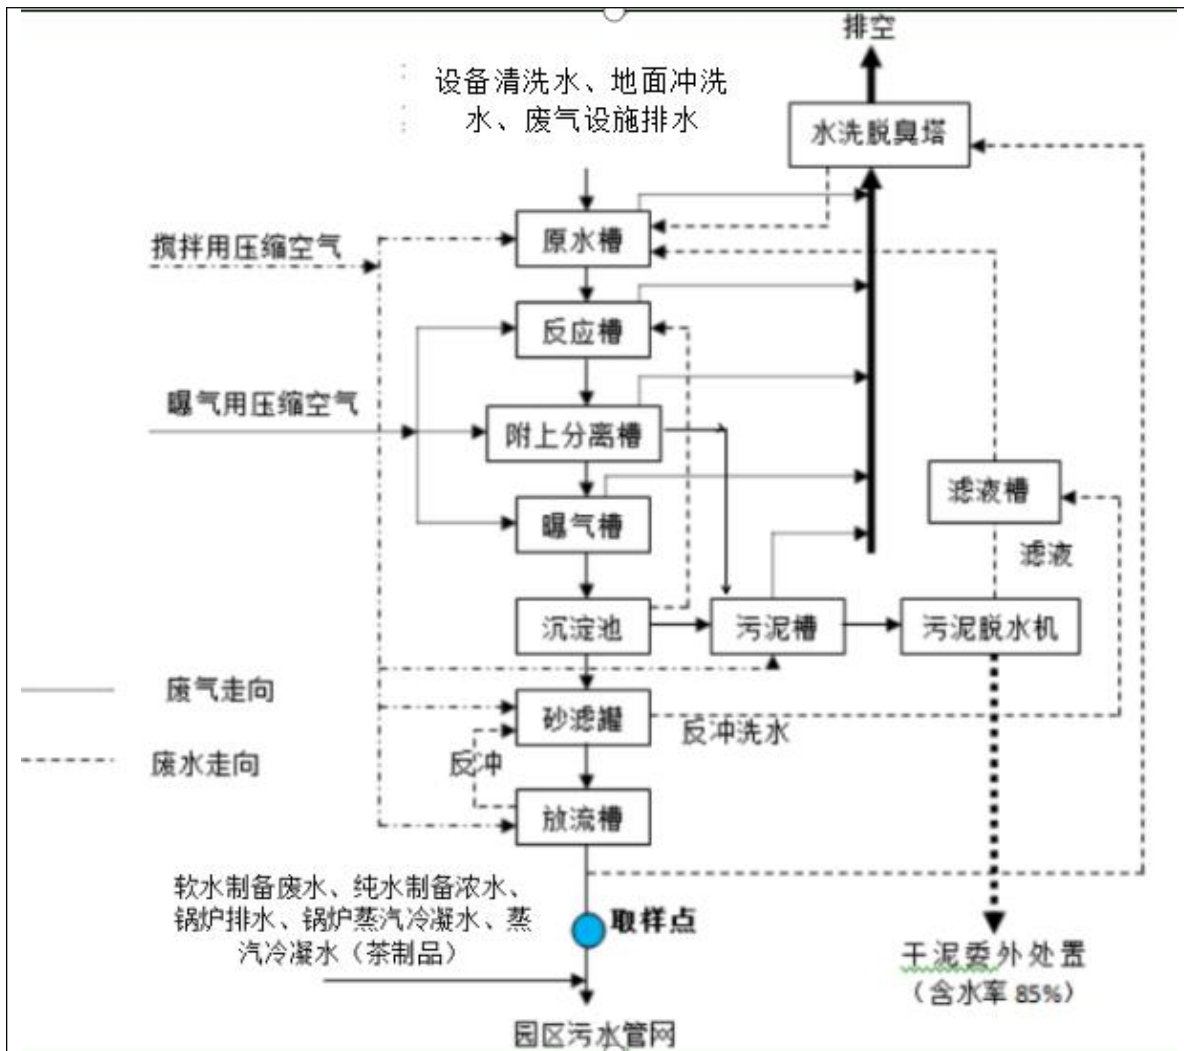 排空
设备清洗水、地面冲洗
水、废气设施排水
水洗脱臭塔
搅拌用压缩空气
原水槽
反应槽
曝气用压缩空气
附上分离槽
滤液槽
曝气槽
滤液
沉淀池
污泥槽
污泥脱水机
废气走向
砂滤罐
反冲洗水
废水走向
反冲
放流槽
软水制备废水、纯水制备浓水、
锅炉排水、锅炉蒸汽冷凝水、蒸
汽冷凝水（茶制品）
取样点
干泥委外处置
（含水率 85%）
园区污水管网